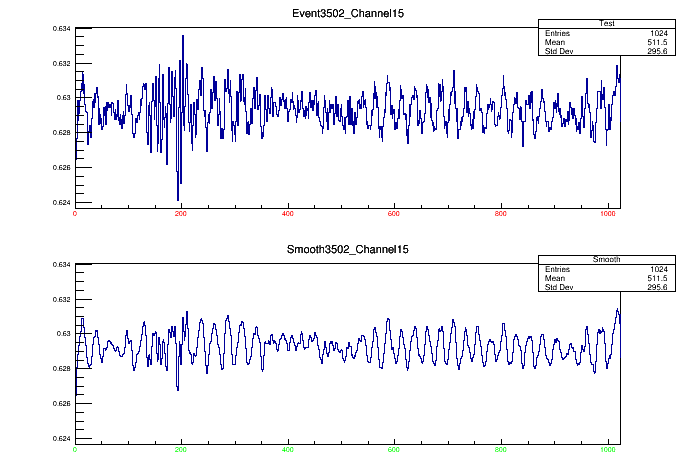 Event3502_Channel15
Test
Entries 1024
Mean 511.5
Std Dev 295.6
0.634
0.632
0.63
0.628
0.626
0.624
0 200 400 600 800 1000
Smooth3502_Channel15
Smooth
Entries 1024
Mean 511.5
Std Dev 295.6
0.634
0.632
0.63
0.628
0.626
0.624
0 200 400 600 800 1000